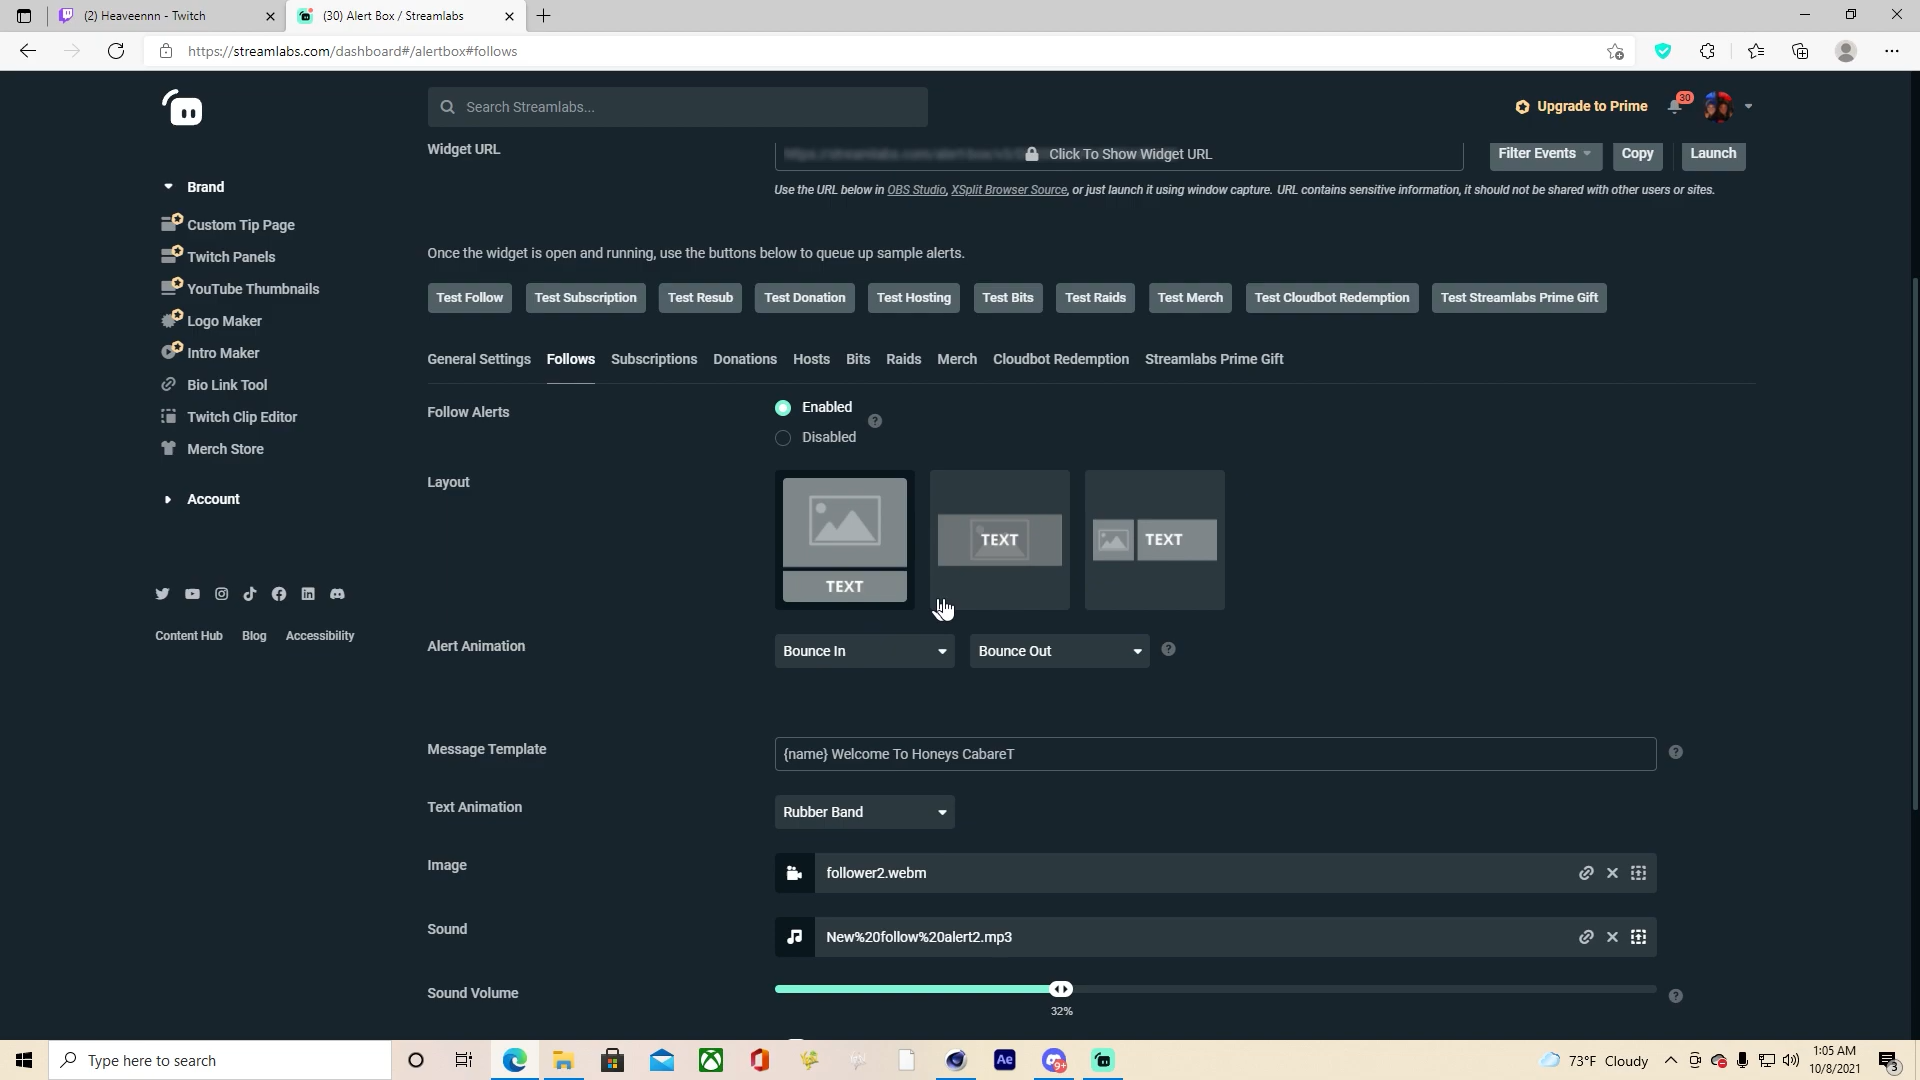 (2) Heaveennn - Twitch
(30) Alert Box / Streamlabs
https://streamlabs.com/dashboard#/alertbox#follows
Search Streamlabs...
Upgrade to Prime
30
Widget URL
Click To Show Widget URL
Filter Events
Copy
Launch
Use the URL below in OBS Studio, XSplit Browser Source, or just launch it using window capture. URL contains sensitive information, it should not be shared with other users or sites.
Brand
Custom Tip Page
Twitch Panels
YouTube Thumbnails
Logo Maker
Intro Maker
Bio Link Tool
Twitch Clip Editor
Merch Store
Account
Content Hub
Blog
Accessibility
Once the widget is open and running, use the buttons below to queue up sample alerts.
Test Follow
Test Subscription
Test Resub
Test Donation
Test Hosting
Test Bits
Test Raids
Test Merch
Test Cloudbot Redemption
Test Streamlabs Prime Gift
General Settings
Follows
Subscriptions
Donations
Hosts
Bits
Raids
Merch
Cloudbot Redemption
Streamlabs Prime Gift
Follow Alerts
Enabled
Disabled
Layout
TEXT
TEXT
TEXT
Alert Animation
Bounce In
Bounce Out
Message Template
{name} Welcome To Honeys CabareT
Text Animation
Rubber Band
Image
follower2.webm
Sound
New%20follow%20alert2.mp3
Sound Volume
32%
Type here to search
Ae
9+
73°F Cloudy
1:05 AM
10/8/2021
3